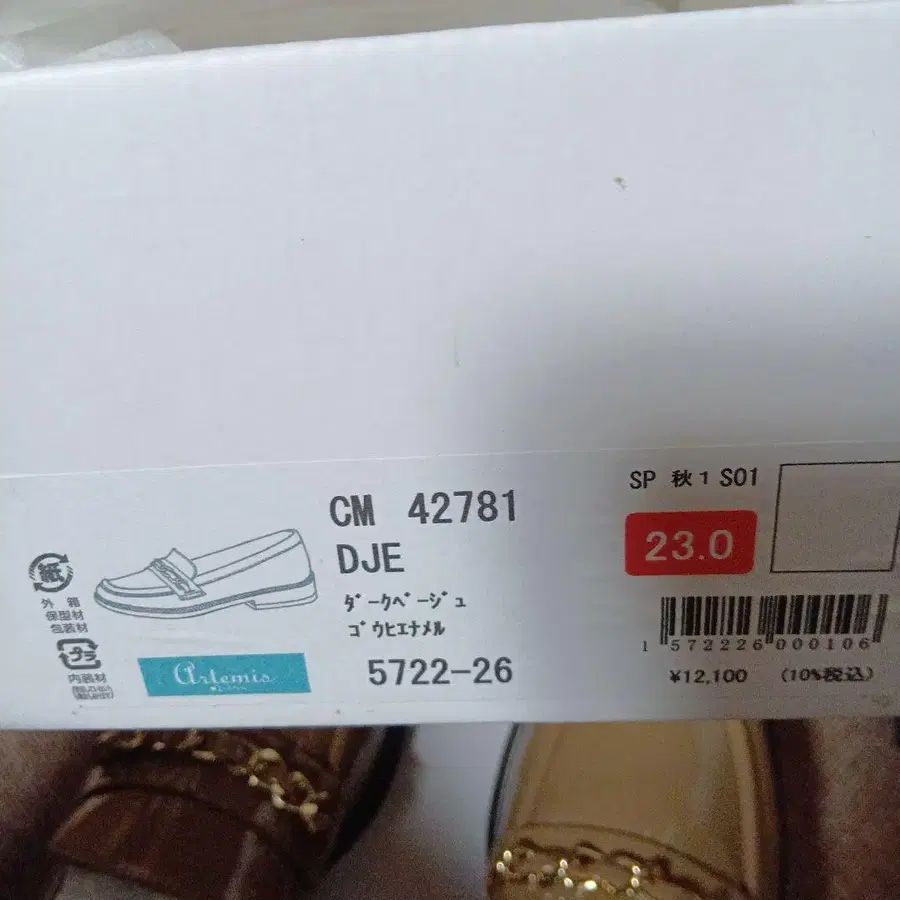 SP 秋1 S01
CM 42781
23.0
DJE
紙
ダークベージュ
外 箱
保型材
包装材
ゴウヒエナメル
1 572226 000106
プラ
Artemis
5722-26
¥12,100 (10%税込)
内装材